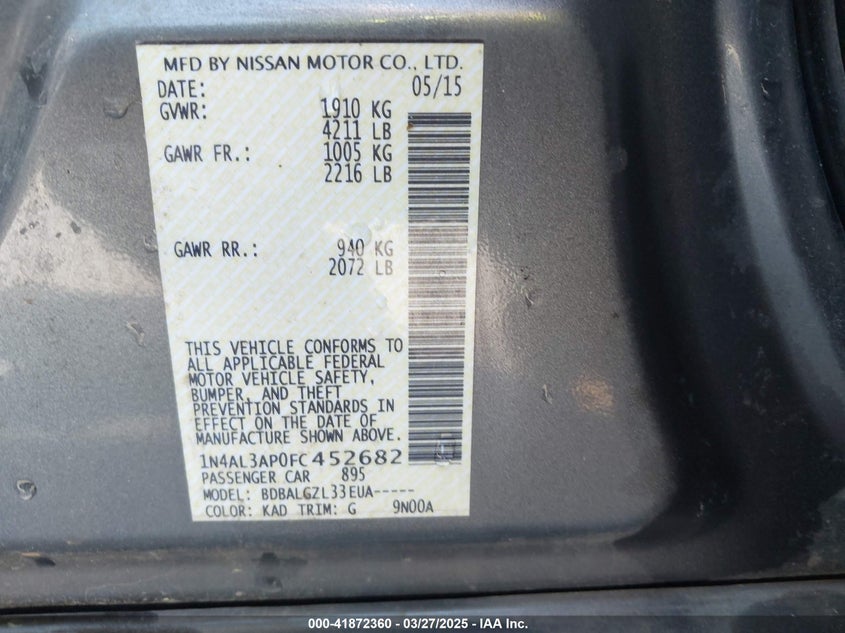 MFD BY NISSAN MOTOR CO., LTD.
DATE: 05/15
GVWR: 1910 KG
4211 LB
GAWR FR.: 1005 KG
2216 LB
GAWR RR.: 940 KG
2072 LB
THIS VEHICLE CONFORMS TO
ALL APPLICABLE FEDERAL
MOTOR VEHICLE SAFETY,
BUMPER, AND THEFT
PREVENTION STANDARDS IN
EFFECT ON THE DATE OF
MANUFACTURE SHOWN ABOVE.
1N4AL3AP0FC452682
PASSENGER CAR 895
MODEL: BDBALGZL33EUA-----
COLOR: KAD TRIM: G 9N00A
000-41872360 - 03/27/2025 - IAA Inc.